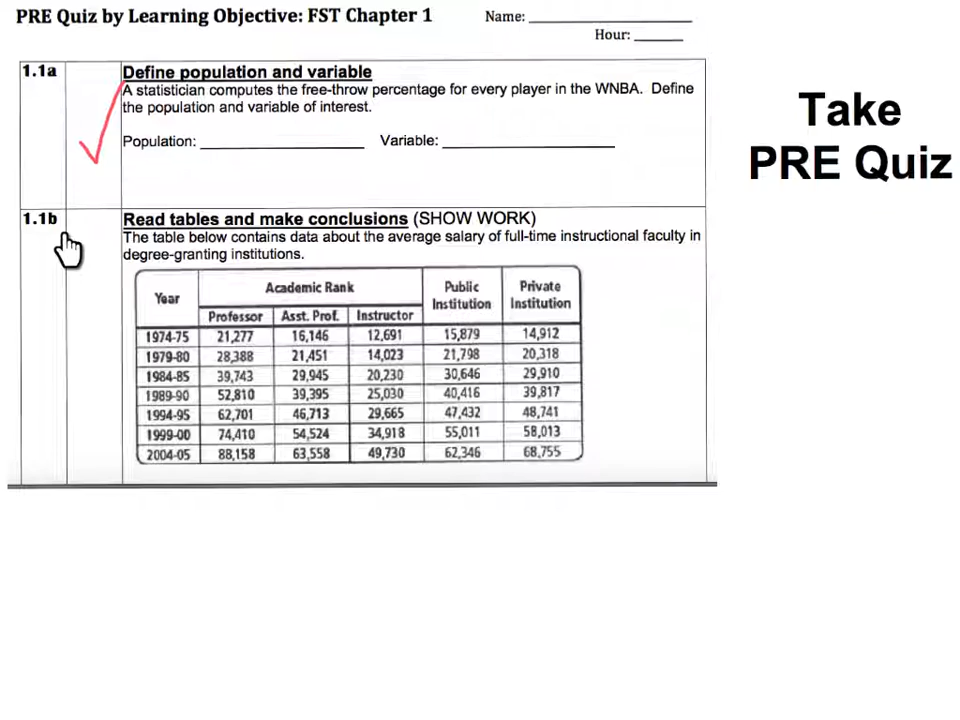 PRE Quiz by Learning Objective: FST Chapter 1
Name: ____________________
Hour: ______
Take
PRE Quiz
1.1a
Define population and variable
A statistician computes the free-throw percentage for every player in the WNBA. Define
the population and variable of interest.
Population: ____________________ Variable: ____________________
1.1b
Read tables and make conclusions (SHOW WORK)
The table below contains data about the average salary of full-time instructional faculty in
degree-granting institutions.
Year Academic Rank Public Institution Private Institution
Professor Asst. Prof. Instructor
1974-75 21,277 16,146 12,691 15,879 14,912
1979-80 28,388 21,451 14,023 21,798 20,318
1984-85 39,743 29,945 20,230 30,646 29,910
1989-90 52,810 39,395 25,030 40,416 39,817
1994-95 62,701 46,713 29,665 47,432 48,741
1999-00 74,410 54,524 34,918 55,011 58,013
2004-05 88,158 63,558 49,730 62,346 68,755